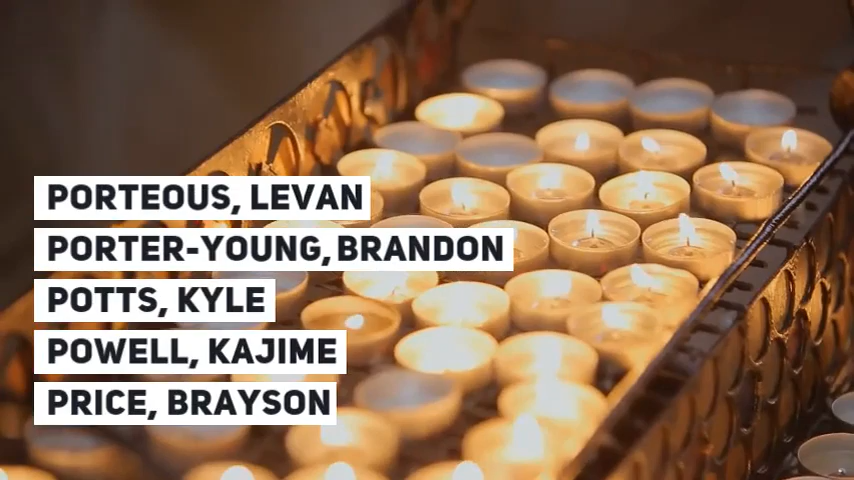 PORTEOUS, LEVAN
PORTER-YOUNG, BRANDON
POTTS, KYLE
POWELL, KAJIME
PRICE, BRAYSON